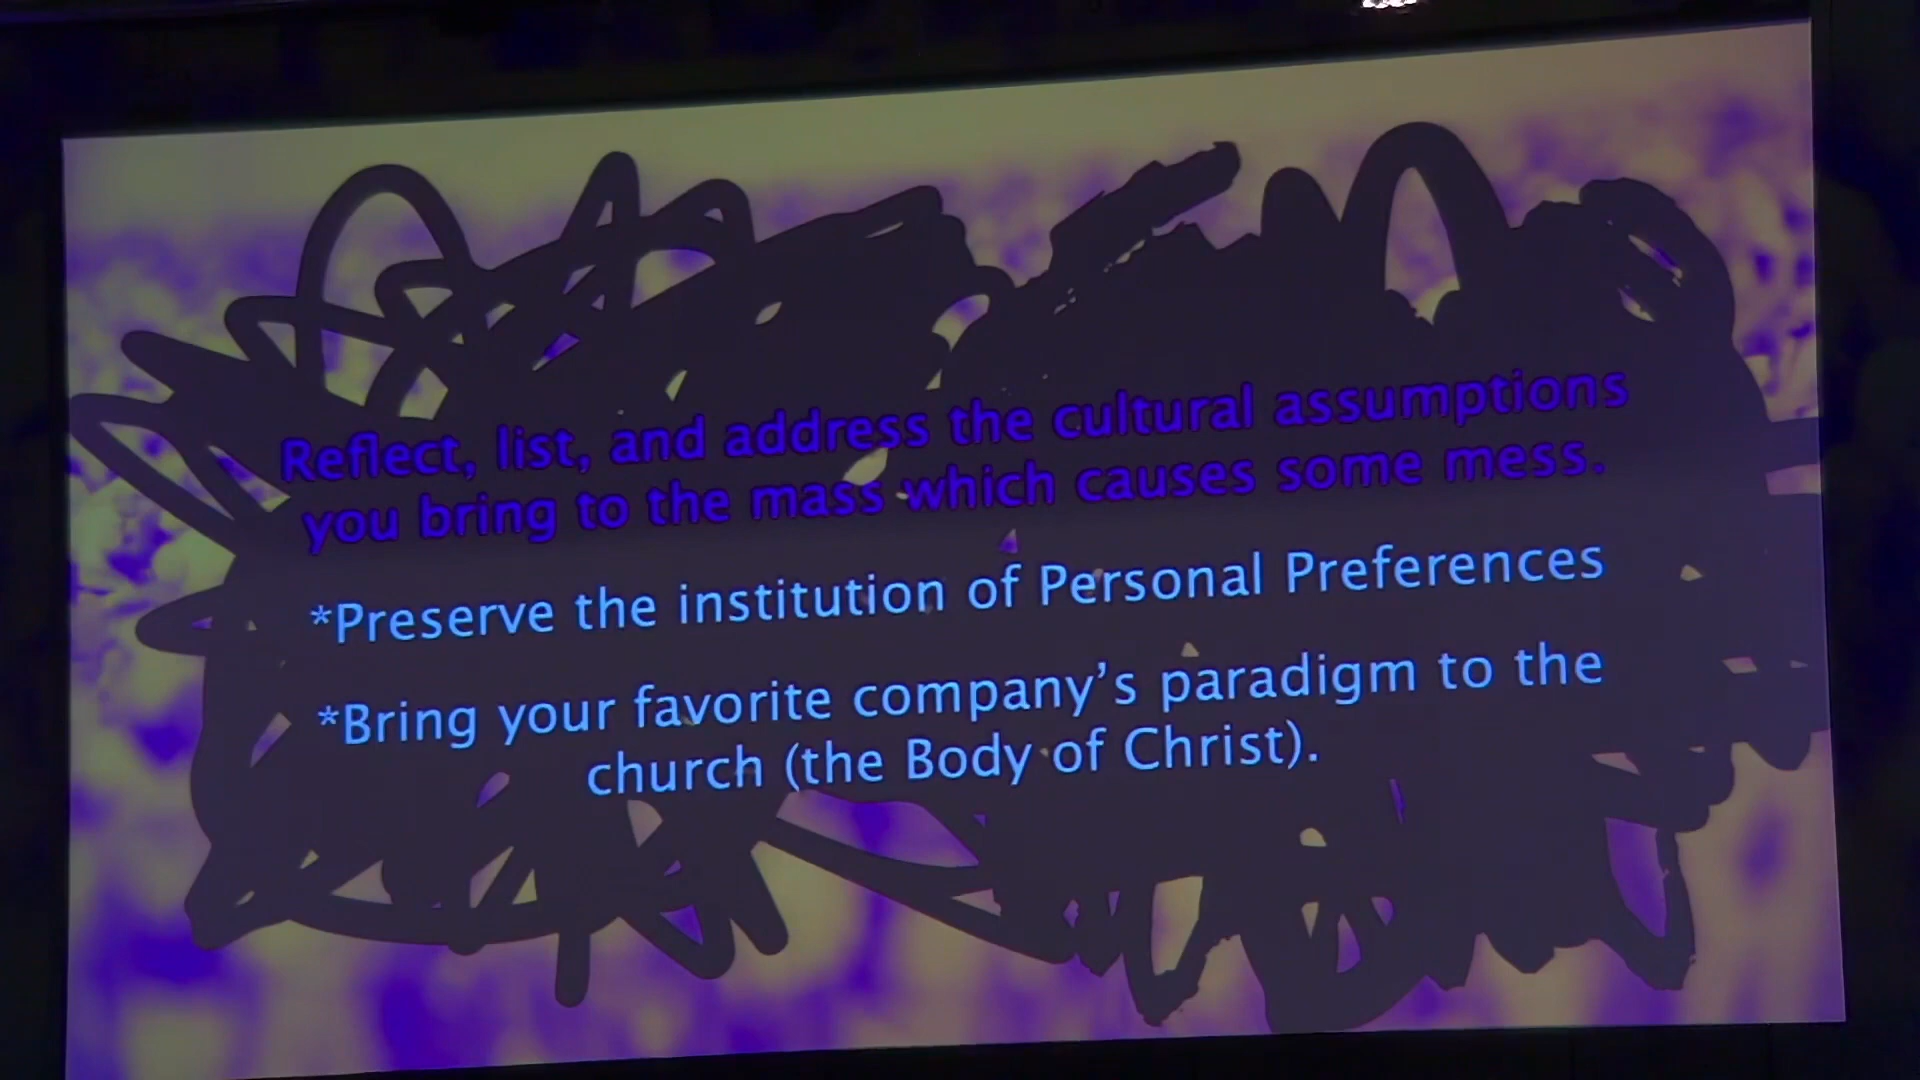 Reflect, list, and address the cultural assumptions
you bring to the mass which causes some mess.
*Preserve the institution of Personal Preferences
*Bring your favorite company’s paradigm to the
church (the Body of Christ).